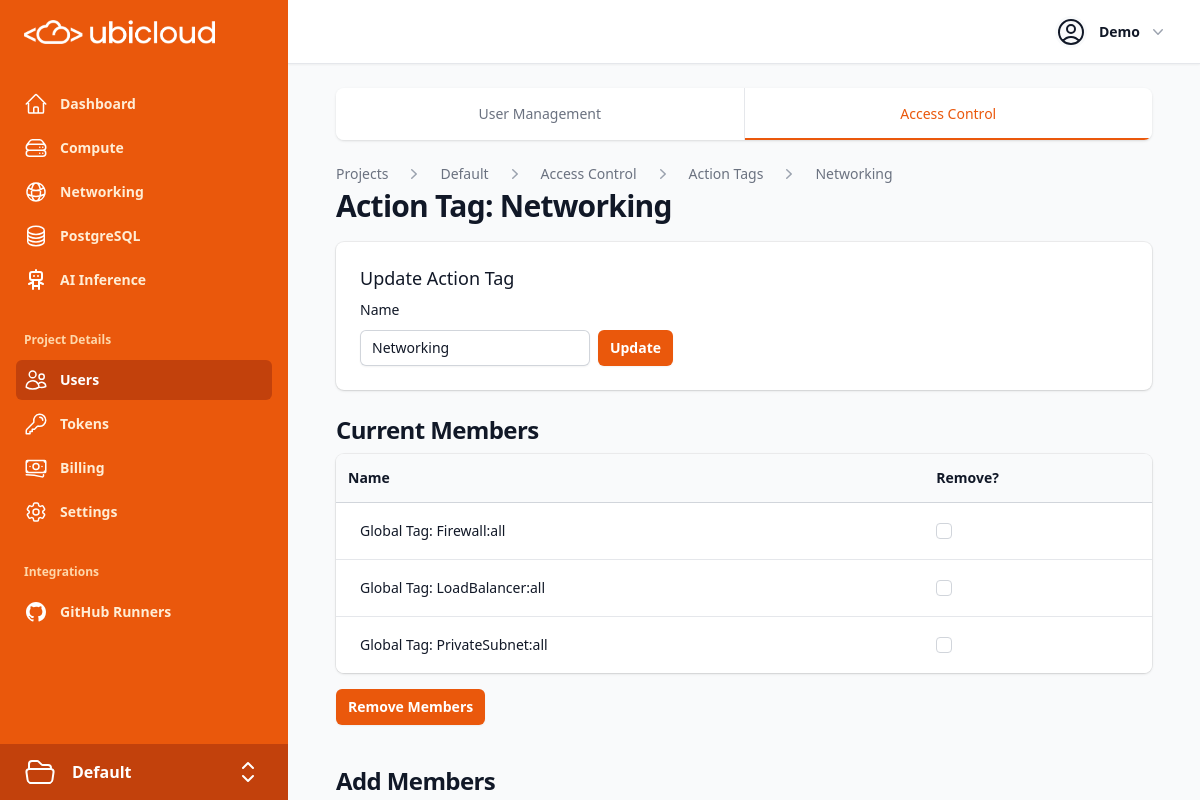 ubicloud
Demo
Dashboard
Compute
Networking
PostgreSQL
AI Inference
Project Details
Users
Tokens
Billing
Settings
Integrations
GitHub Runners
Default
User Management
Access Control
Projects > Default > Access Control > Action Tags > Networking
Action Tag: Networking
Update Action Tag
Name
Networking
Update
Current Members
Name Remove?
Global Tag: Firewall:all
Global Tag: LoadBalancer:all
Global Tag: PrivateSubnet:all
Remove Members
Add Members